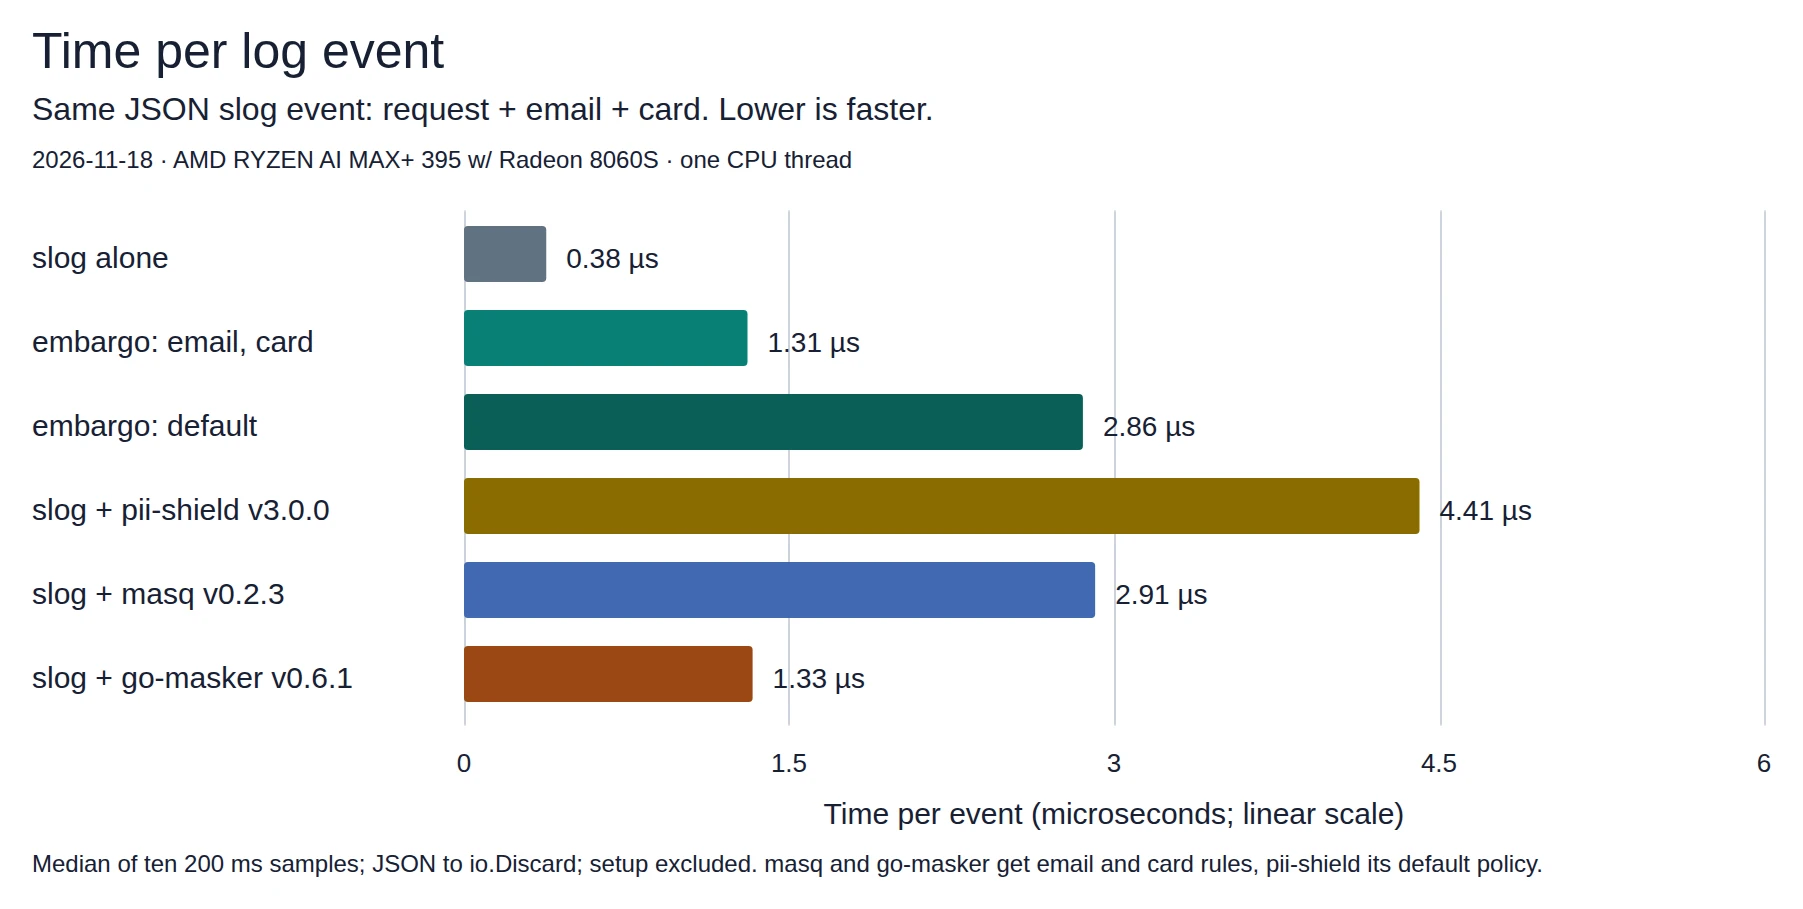 Time per log event
Same JSON slog event: request + email + card. Lower is faster.
2026-11-18 · AMD RYZEN AI MAX+ 395 w/ Radeon 8060S · one CPU thread
slog alone
0.38 µs
embargo: email, card
1.31 µs
embargo: default
2.86 µs
slog + pii-shield v3.0.0
4.41 µs
slog + masq v0.2.3
2.91 µs
slog + go-masker v0.6.1
1.33 µs
0 1.5 3 4.5 6
Time per event (microseconds; linear scale)
Median of ten 200 ms samples; JSON to io.Discard; setup excluded. masq and go-masker get email and card rules, pii-shield its default policy.